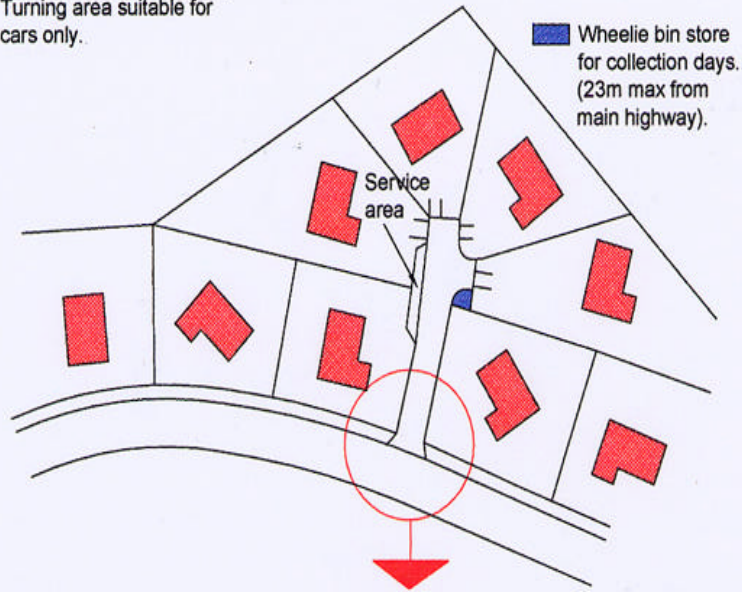 Turning area suitable for
cars only.
Wheelie bin store
for collection days.
(23m max from
main highway).
Service
area